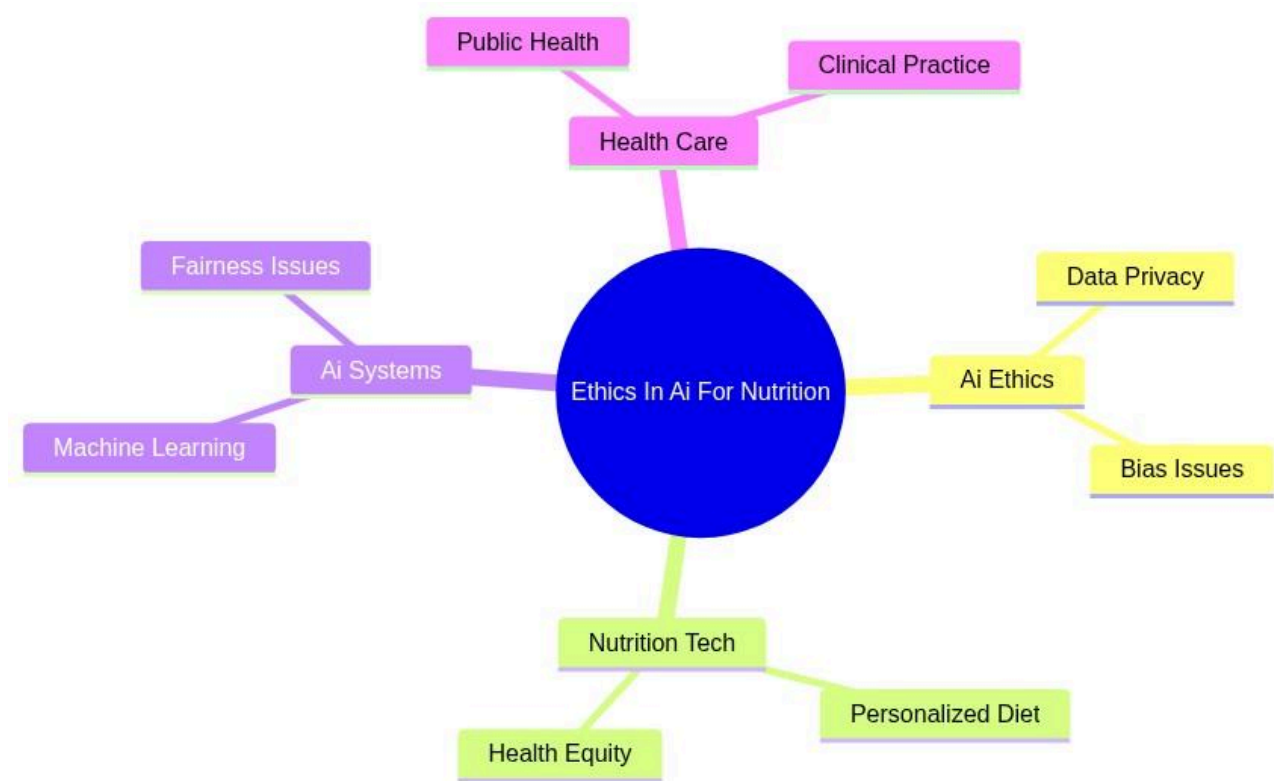 Public Health
Clinical Practice
Health Care
Fairness Issues
Data Privacy
Ai Systems
Ethics In Ai For Nutrition
Ai Ethics
Machine Learning
Bias Issues
Nutrition Tech
Personalized Diet
Health Equity